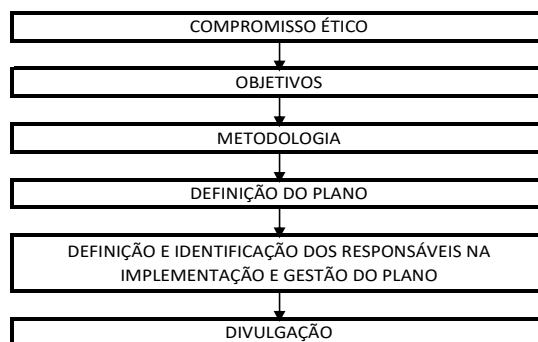 COMPROMISSO ÉTICO
OBJETIVOS
METODOLOGIA
DEFINIÇÃO DO PLANO
DEFINIÇÃO E IDENTIFICAÇÃO DOS RESPONSÁVEIS NA
IMPLEMENTAÇÃO E GESTÃO DO PLANO
DIVULGAÇÃO